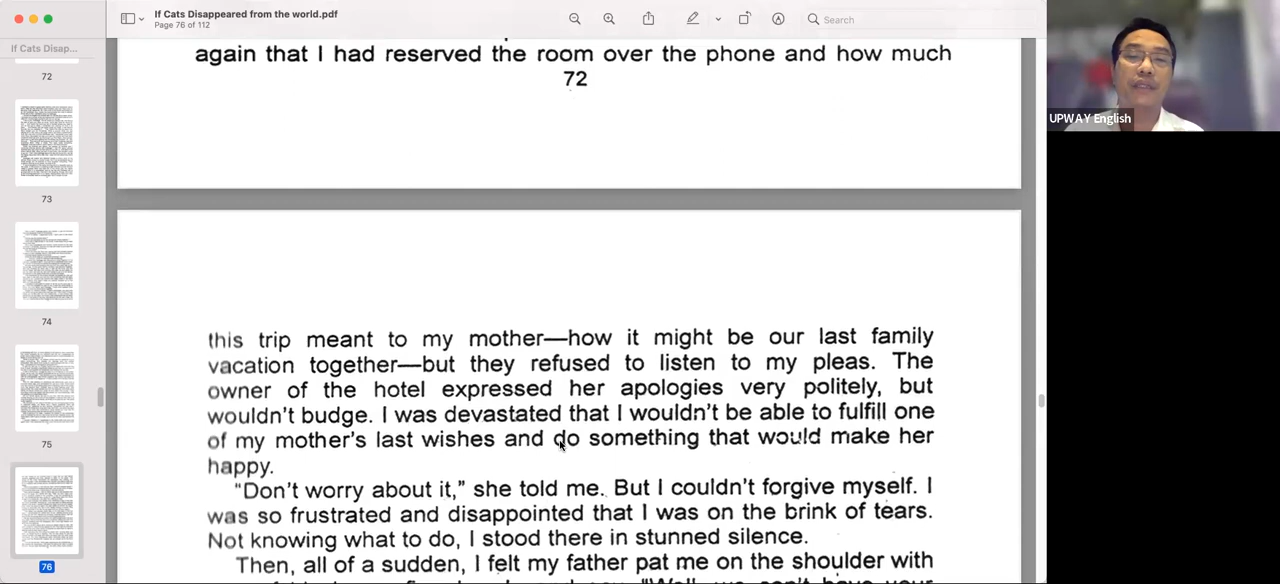 If Cats Disappeared from the world.pdf
Page 76 of 112
Search
If Cats Disap...
72
73
74
75
76
again that I had reserved the room over the phone and how much
72
this trip meant to my mother—how it might be our last family
vacation together—but they refused to listen to my pleas. The
owner of the hotel expressed her apologies very politely, but
wouldn't budge. I was devastated that I wouldn't be able to fulfill one
of my mother's last wishes and do something that would make her
happy.
"Don't worry about it," she told me. But I couldn't forgive myself. I
was so frustrated and disappointed that I was on the brink of tears.
Not knowing what to do, I stood there in stunned silence.
Then, all of a sudden, I felt my father pat me on the shoulder with
UPWAY English